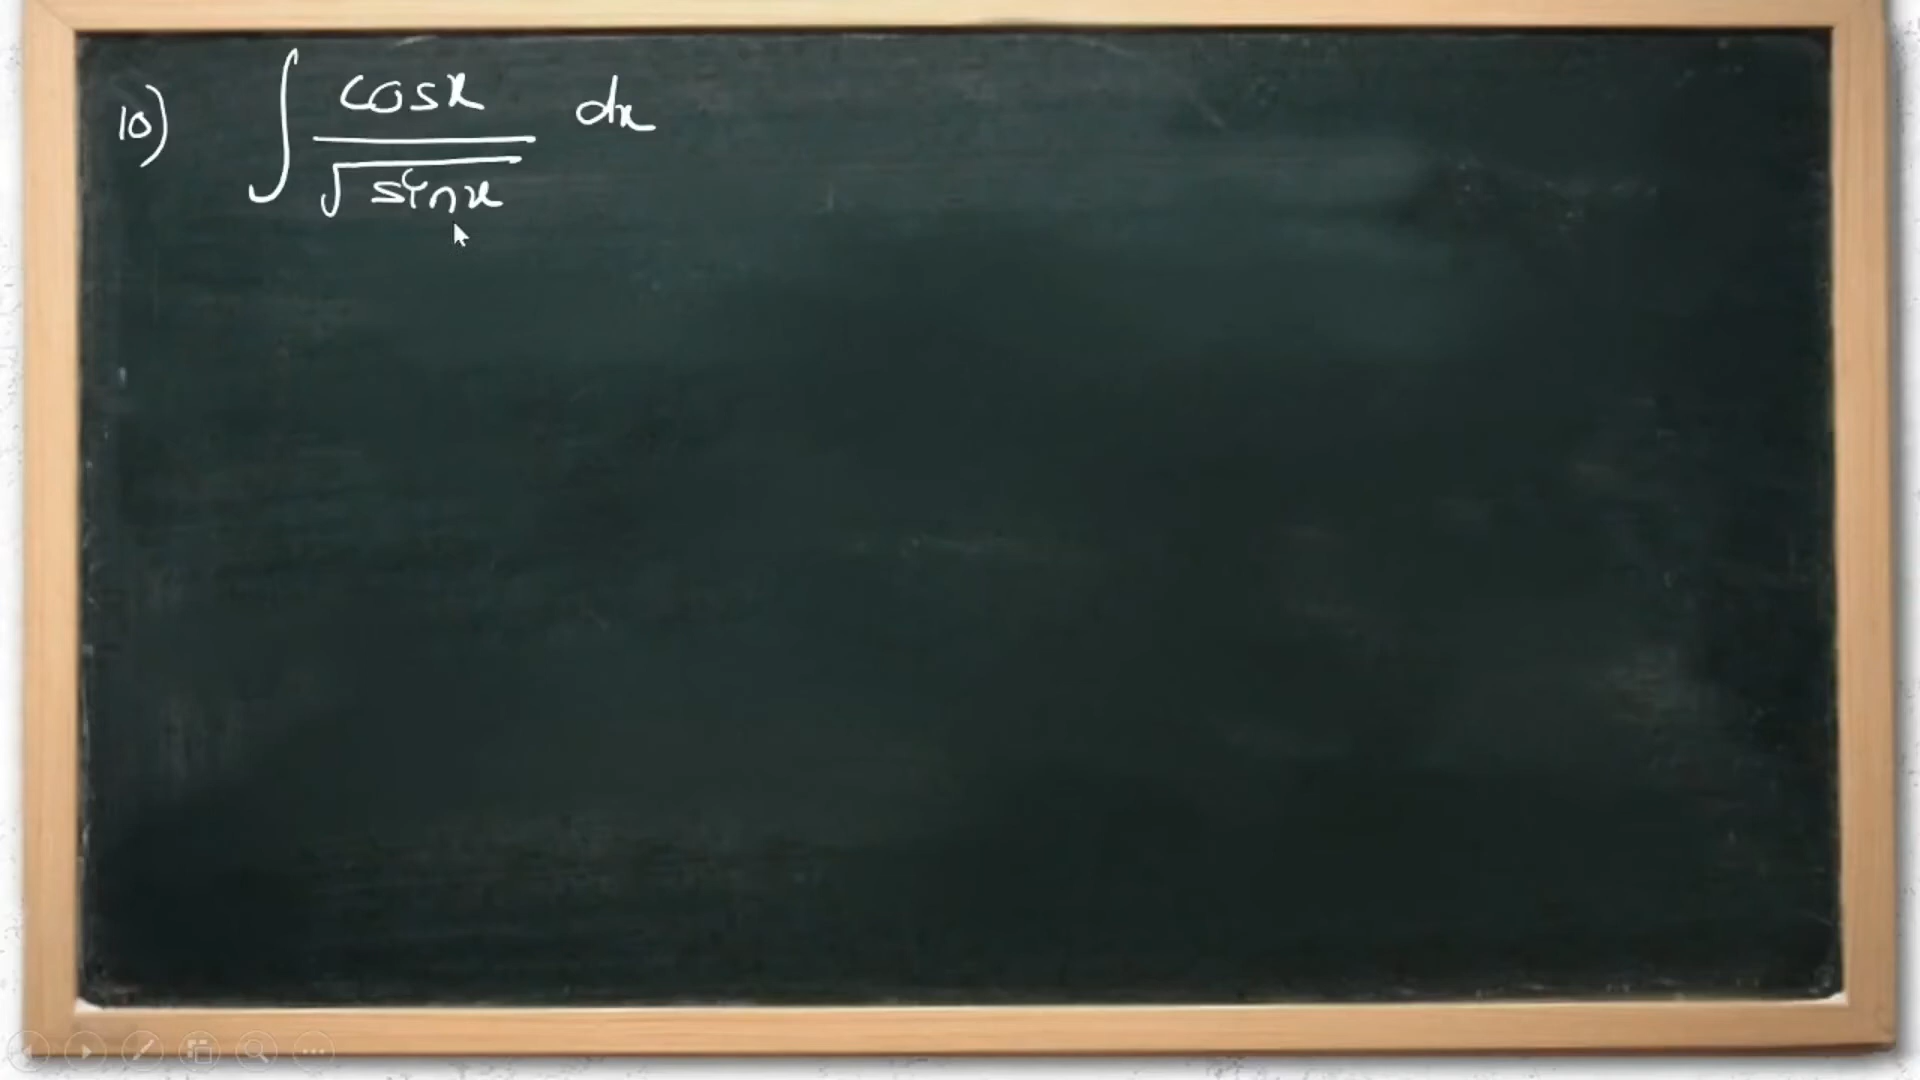 10) ∫ cosx / √sinx dx